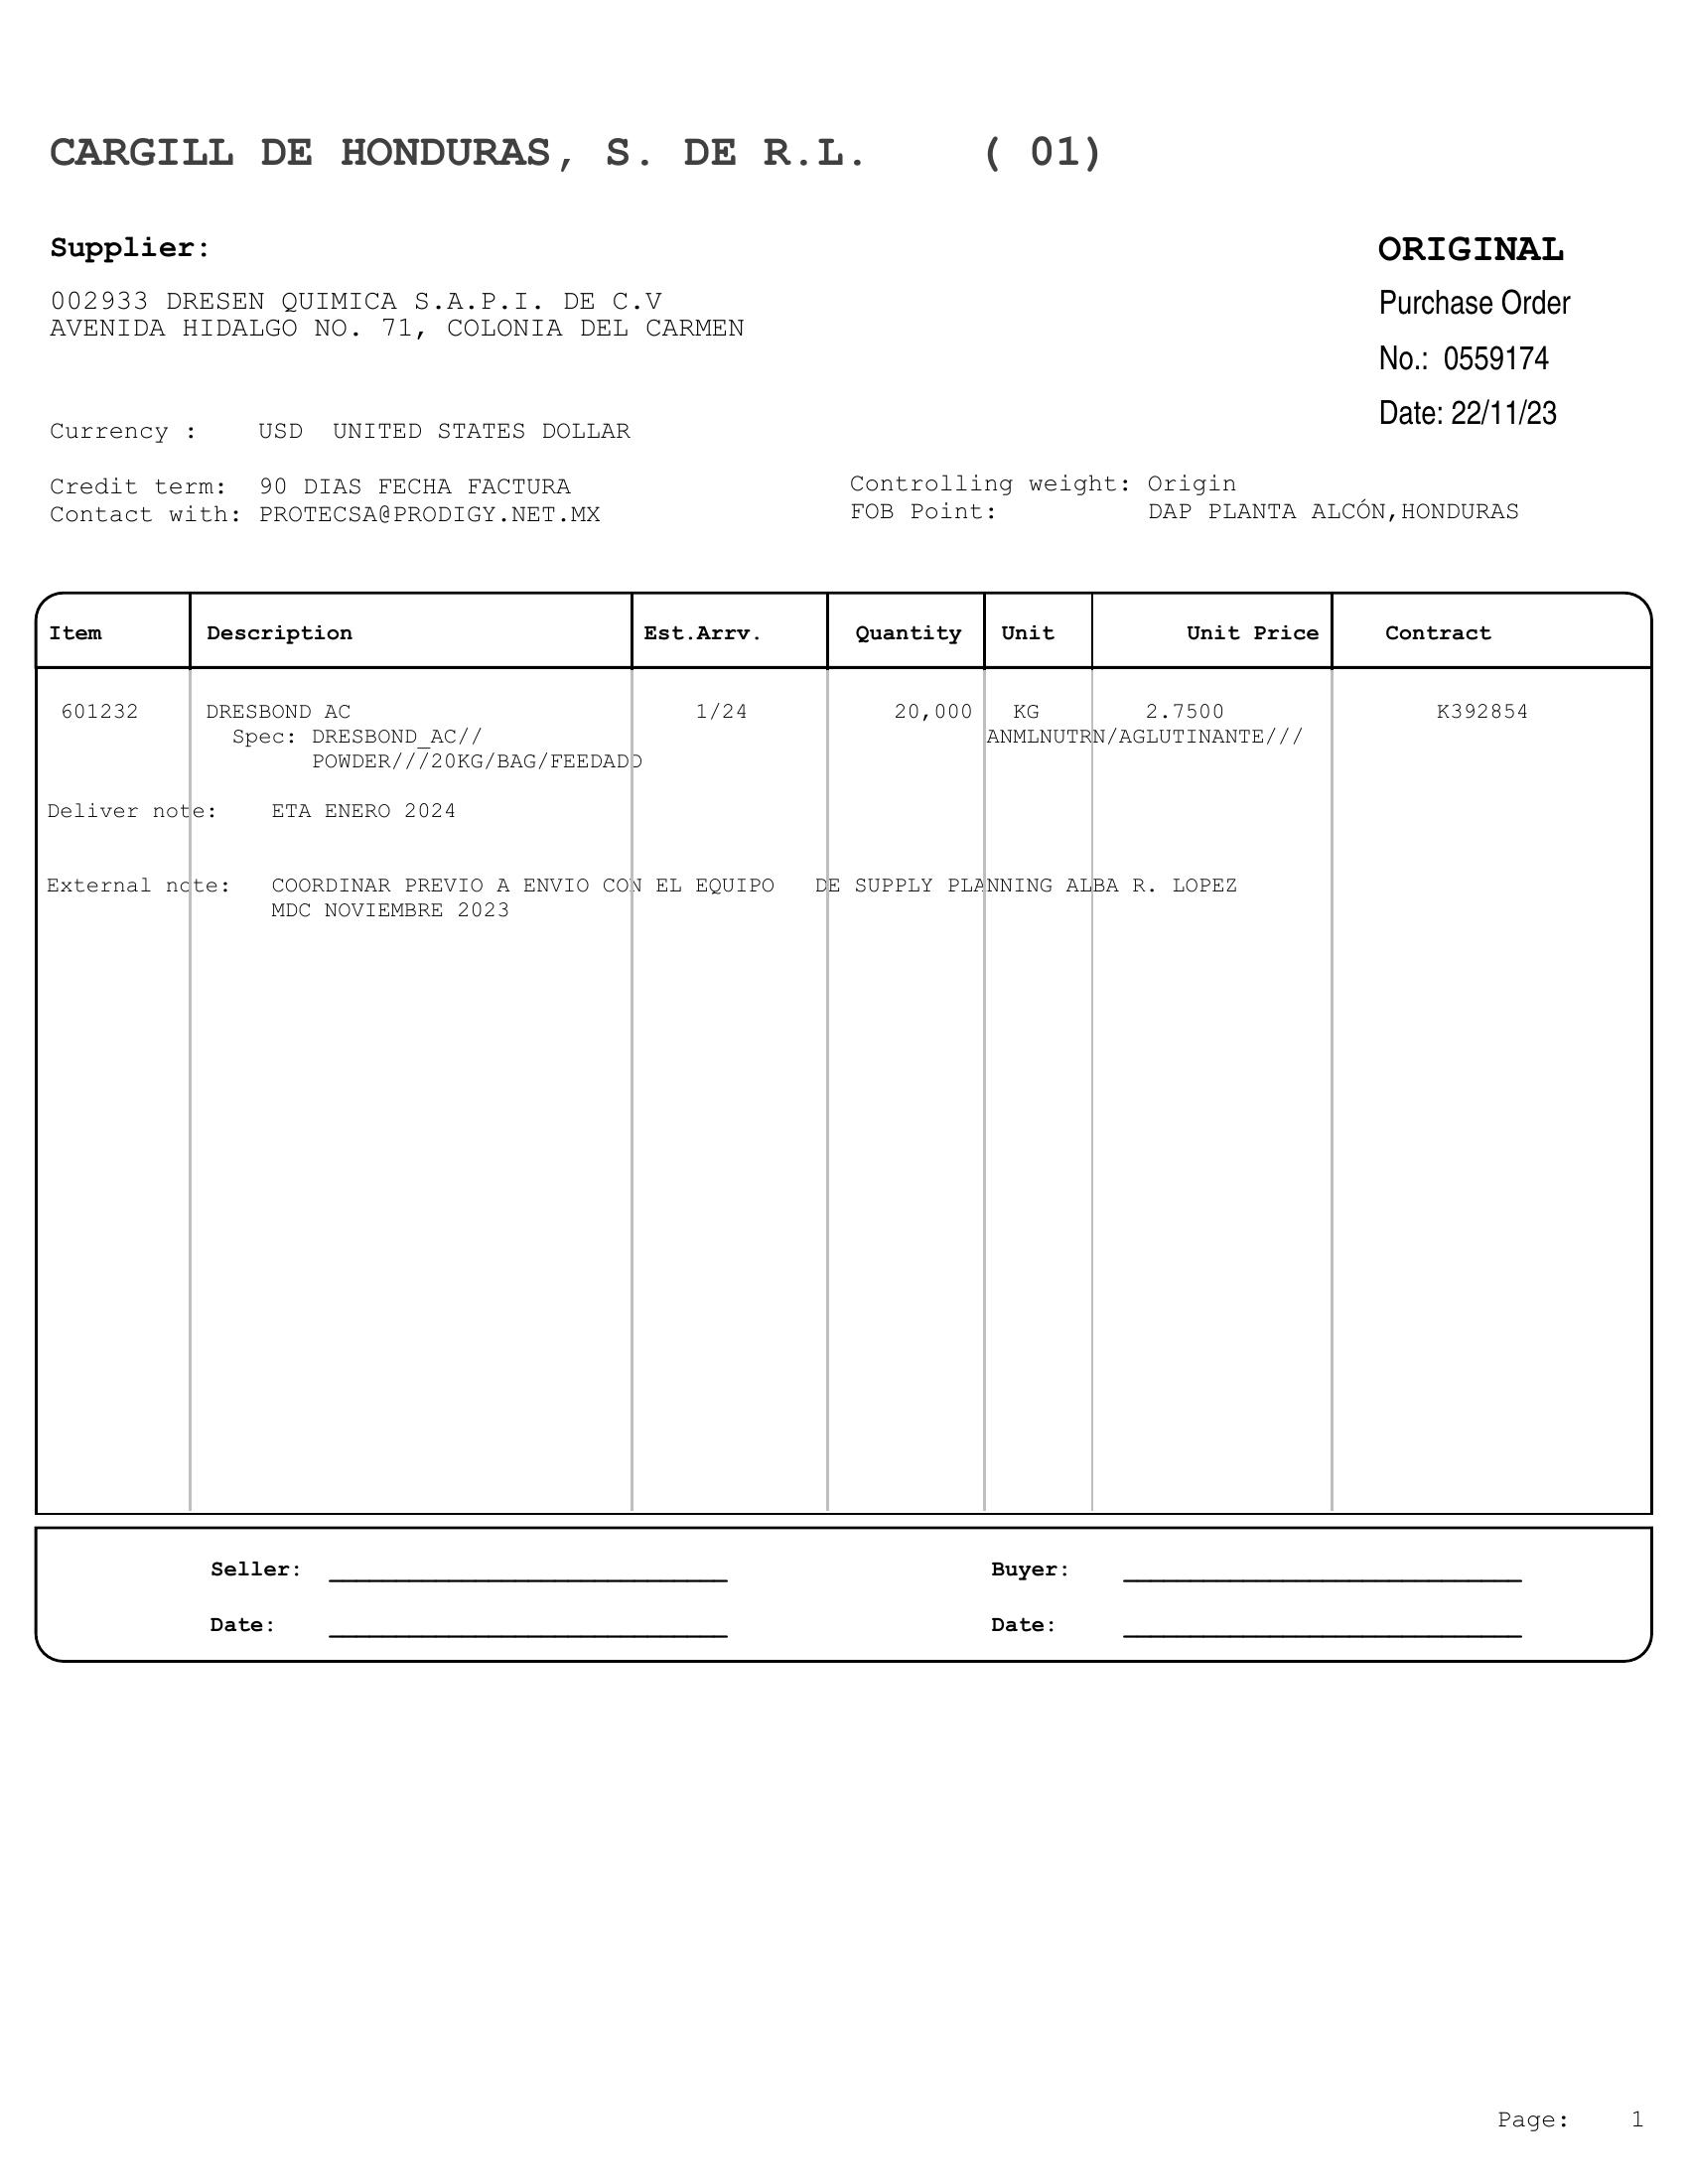 CARGILL DE HONDURAS, S. DE R.L. ( 01)
Supplier:
ORIGINAL
002933 DRESEN QUIMICA S.A.P.I. DE C.V
AVENIDA HIDALGO NO. 71, COLONIA DEL CARMEN
Purchase Order
No.: 0559174
Date: 22/11/23
Currency : USD UNITED STATES DOLLAR
Credit term: 90 DIAS FECHA FACTURA
Contact with: PROTECSA@PRODIGY.NET.MX
Controlling weight: Origin
FOB Point: DAP PLANTA ALCÓN,HONDURAS
Item Description Est.Arrv. Quantity Unit Unit Price Contract
601232 DRESBOND AC 1/24 20,000 KG 2.7500 K392854
Spec: DRESBOND_AC// ANMLNUTRN/AGLUTINANTE///
POWDER///20KG/BAG/FEEDADD
Deliver note: ETA ENERO 2024
External note: COORDINAR PREVIO A ENVIO CON EL EQUIPO DE SUPPLY PLANNING ALBA R. LOPEZ
MDC NOVIEMBRE 2023
Seller: Buyer:
Date: Date:
Page: 1